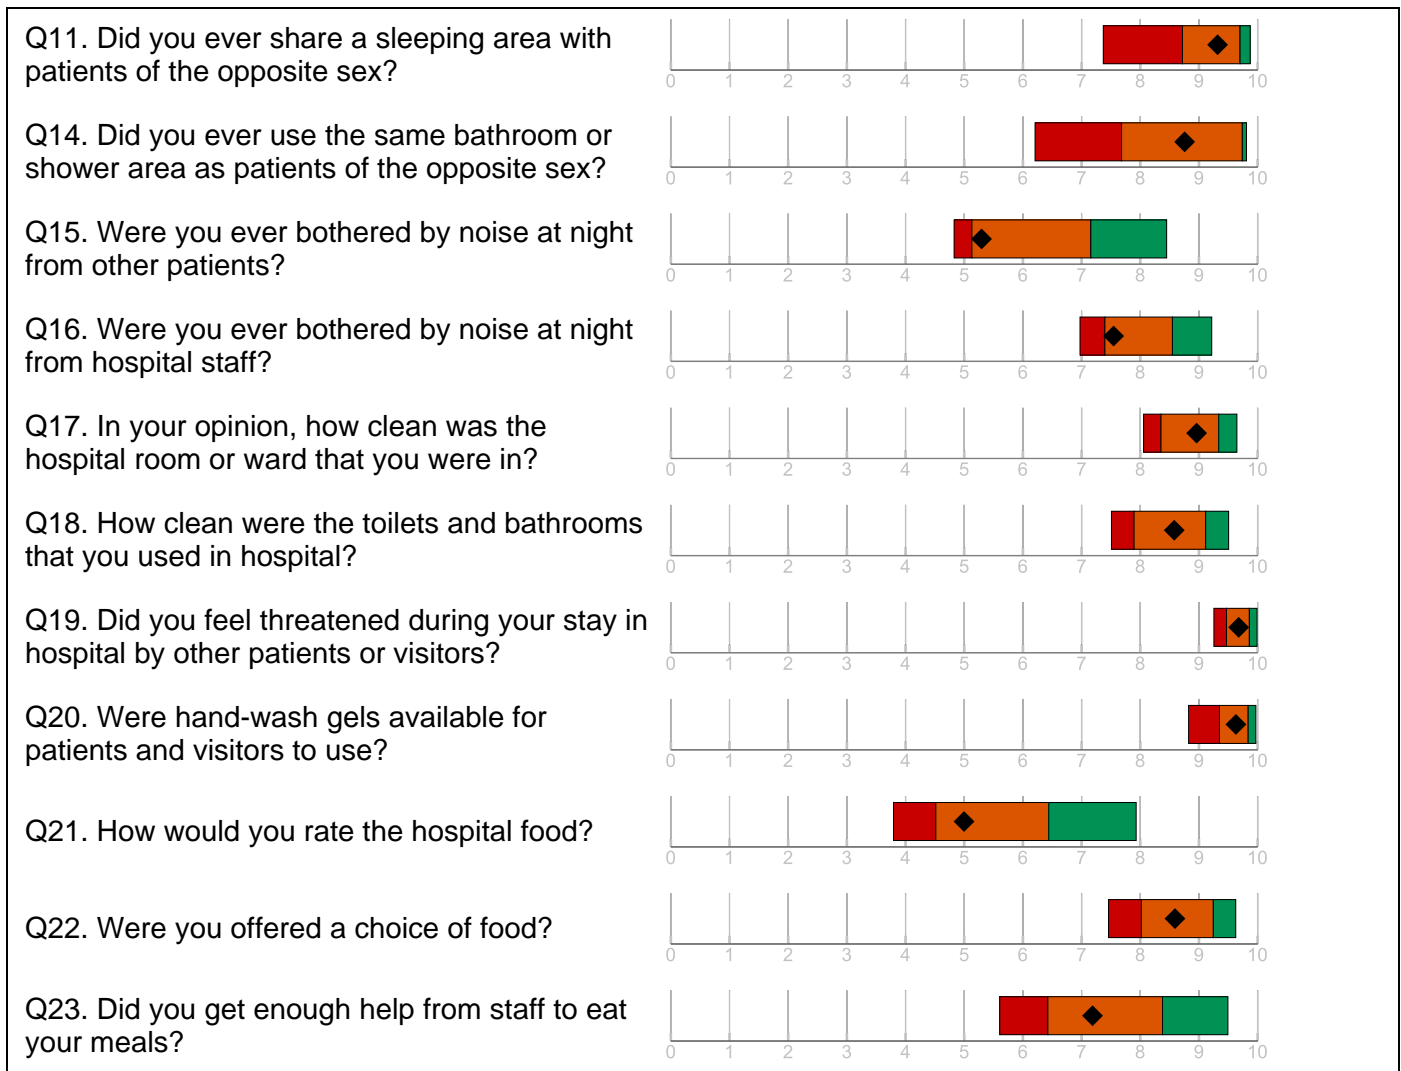 Q11. Did you ever share a sleeping area with
patients of the opposite sex?
0 1 2 3 4 5 6 7 8 9 10
Q14. Did you ever use the same bathroom or
shower area as patients of the opposite sex?
0 1 2 3 4 5 6 7 8 9 10
Q15. Were you ever bothered by noise at night
from other patients?
0 1 2 3 4 5 6 7 8 9 10
Q16. Were you ever bothered by noise at night
from hospital staff?
0 1 2 3 4 5 6 7 8 9 10
Q17. In your opinion, how clean was the
hospital room or ward that you were in?
0 1 2 3 4 5 6 7 8 9 10
Q18. How clean were the toilets and bathrooms
that you used in hospital?
0 1 2 3 4 5 6 7 8 9 10
Q19. Did you feel threatened during your stay in
hospital by other patients or visitors?
0 1 2 3 4 5 6 7 8 9 10
Q20. Were hand-wash gels available for
patients and visitors to use?
0 1 2 3 4 5 6 7 8 9 10
Q21. How would you rate the hospital food?
0 1 2 3 4 5 6 7 8 9 10
Q22. Were you offered a choice of food?
0 1 2 3 4 5 6 7 8 9 10
Q23. Did you get enough help from staff to eat
your meals?
0 1 2 3 4 5 6 7 8 9 10